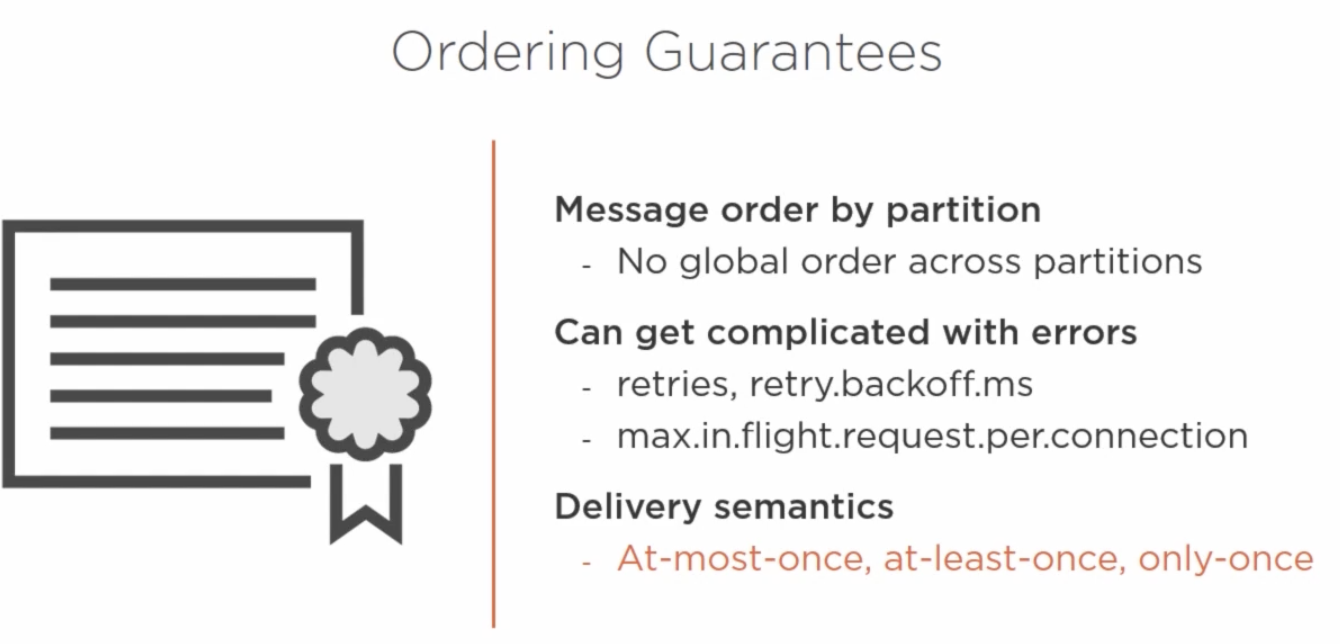 Ordering Guarantees
Message order by partition
- No global order across partitions
Can get complicated with errors
- retries, retry.backoff.ms
- max.in.flight.request.per.connection
Delivery semantics
- At-most-once, at-least-once, only-once